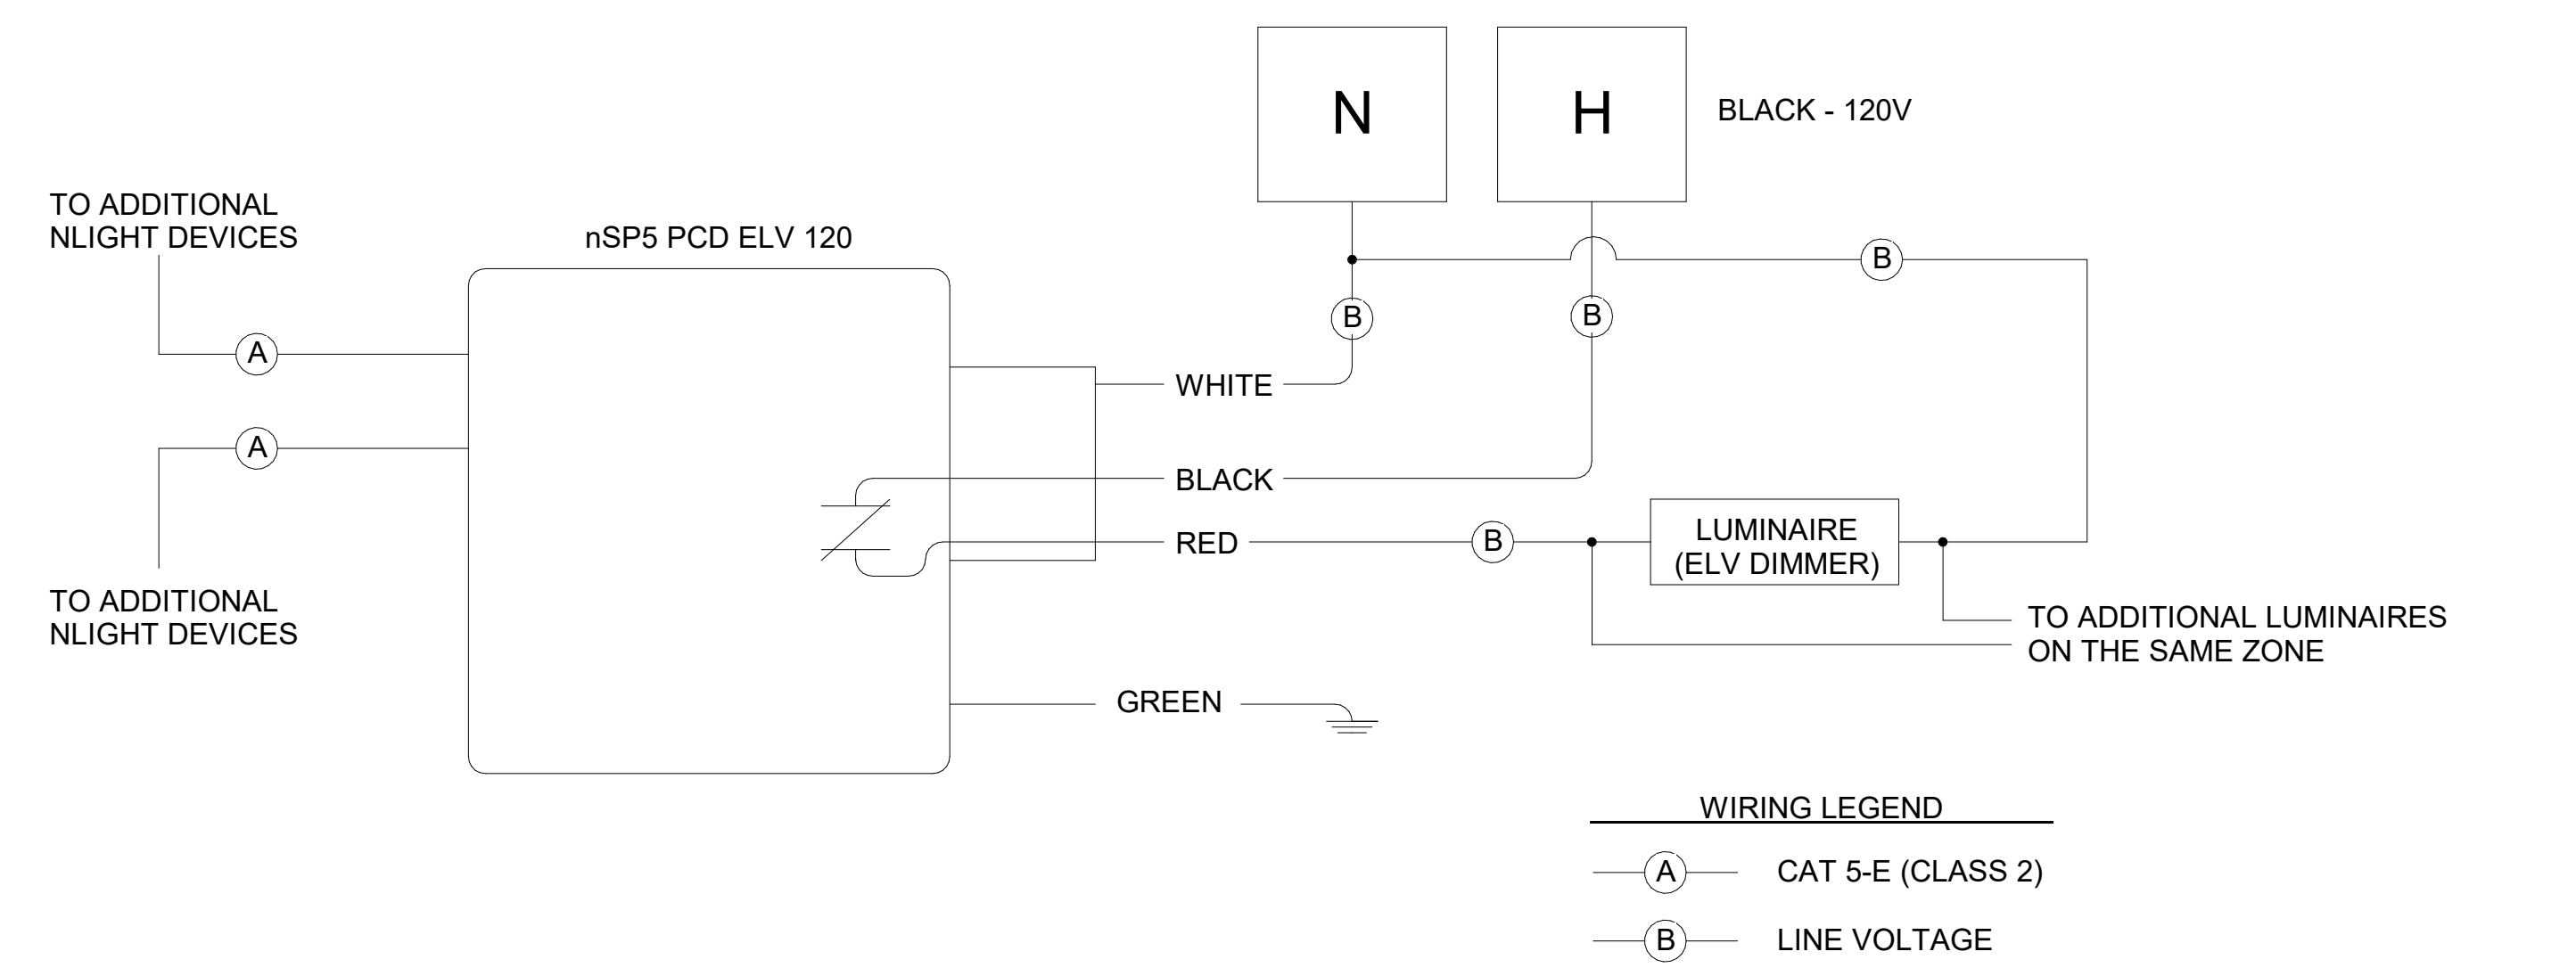 N
H
BLACK - 120V
TO ADDITIONAL
NLIGHT DEVICES
nSP5 PCD ELV 120
B
B
B
A
WHITE
A
BLACK
RED
B
LUMINAIRE
(ELV DIMMER)
TO ADDITIONAL
NLIGHT DEVICES
TO ADDITIONAL LUMINAIRES
ON THE SAME ZONE
GREEN
WIRING LEGEND
A CAT 5-E (CLASS 2)
B LINE VOLTAGE